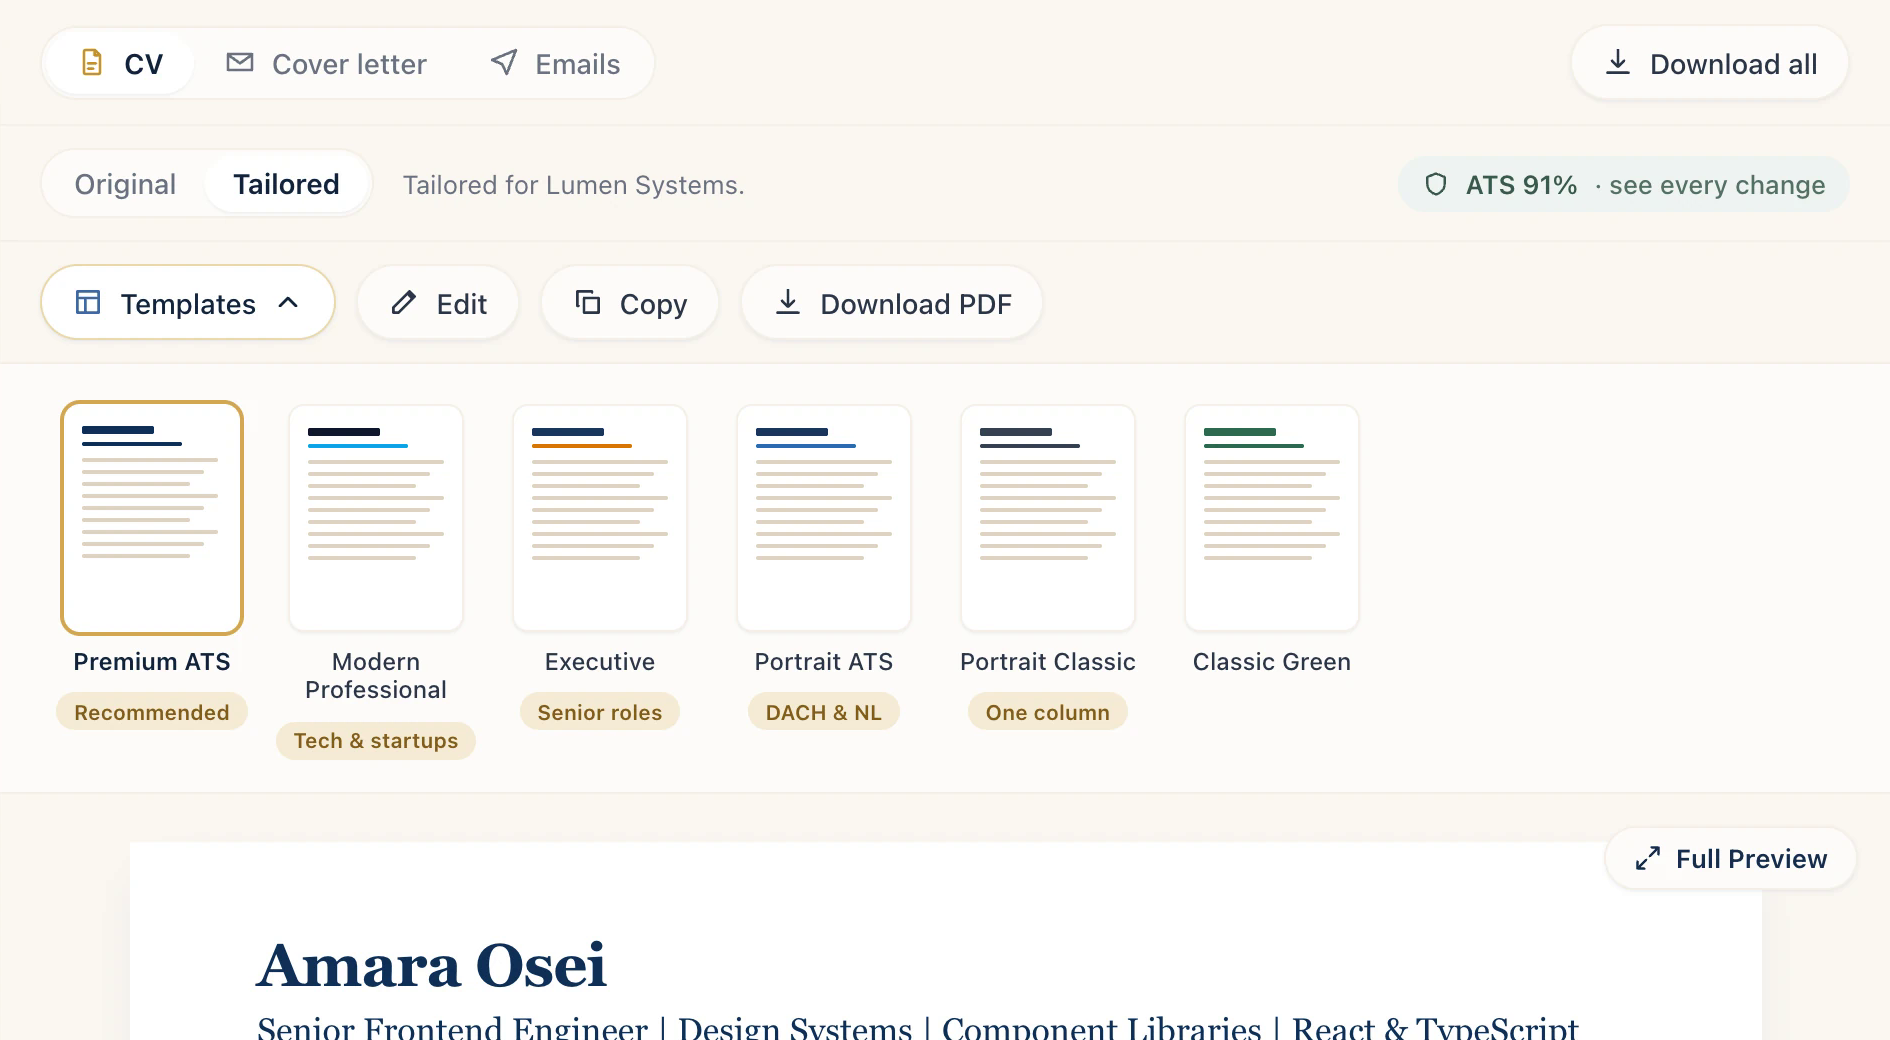 CV
Cover letter
Emails
Download all
Original
Tailored
Tailored for Lumen Systems.
ATS 91% · see every change
Templates
Edit
Copy
Download PDF
Premium ATS
Recommended
Modern
Professional
Tech & startups
Executive
Senior roles
Portrait ATS
DACH & NL
Portrait Classic
One column
Classic Green
Full Preview
Amara Osei
Senior Frontend Engineer | Design Systems | Component Libraries | React & TypeScript